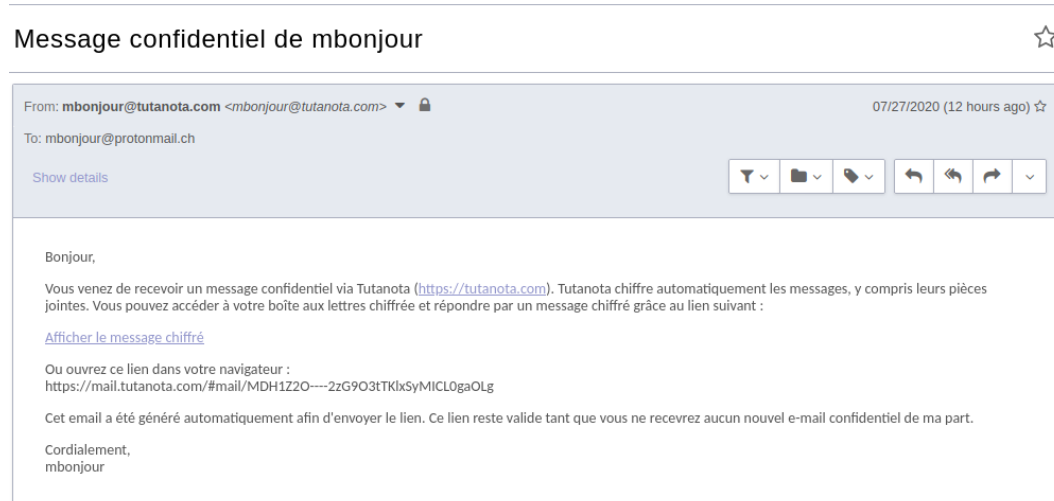 Message confidentiel de mbonjour
From: mbonjour@tutanota.com <mbonjour@tutanota.com>
07/27/2020 (12 hours ago)
To: mbonjour@protonmail.ch
Show details
Bonjour,
Vous venez de recevoir un message confidentiel via Tutanota (https://tutanota.com). Tutanota chiffre automatiquement les messages, y compris leurs pièces
jointes. Vous pouvez accéder à votre boîte aux lettres chiffrée et répondre par un message chiffré grâce au lien suivant :
Afficher le message chiffré
Ou ouvrez ce lien dans votre navigateur :
https://mail.tutanota.com/#mail/MDH1Z2O----2zG9O3tTKlxSyMICL0gaOLg
Cet email a été généré automatiquement afin d'envoyer le lien. Ce lien reste valide tant que vous ne recevrez aucun nouvel e-mail confidentiel de ma part.
Cordialement,
mbonjour